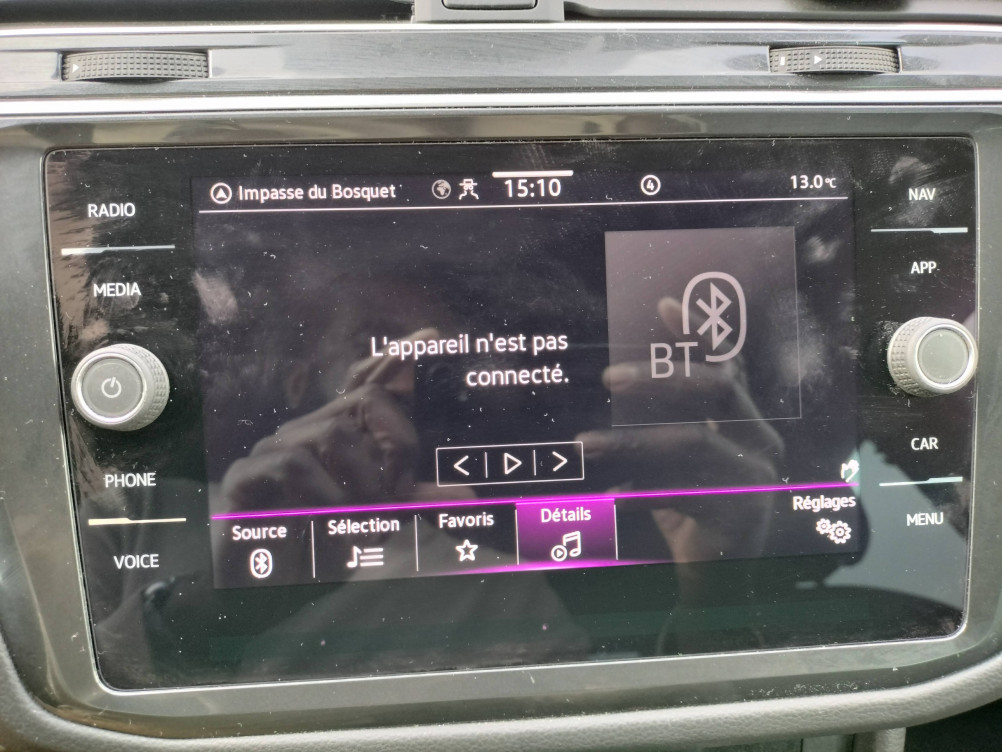 Impasse du Bosquet 15:10 4 13.0°C
RADIO
NAV
MEDIA
APP
L'appareil n'est pas
connecté.
BT
CAR
PHONE
MENU
VOICE
Source Sélection Favoris Détails Réglages